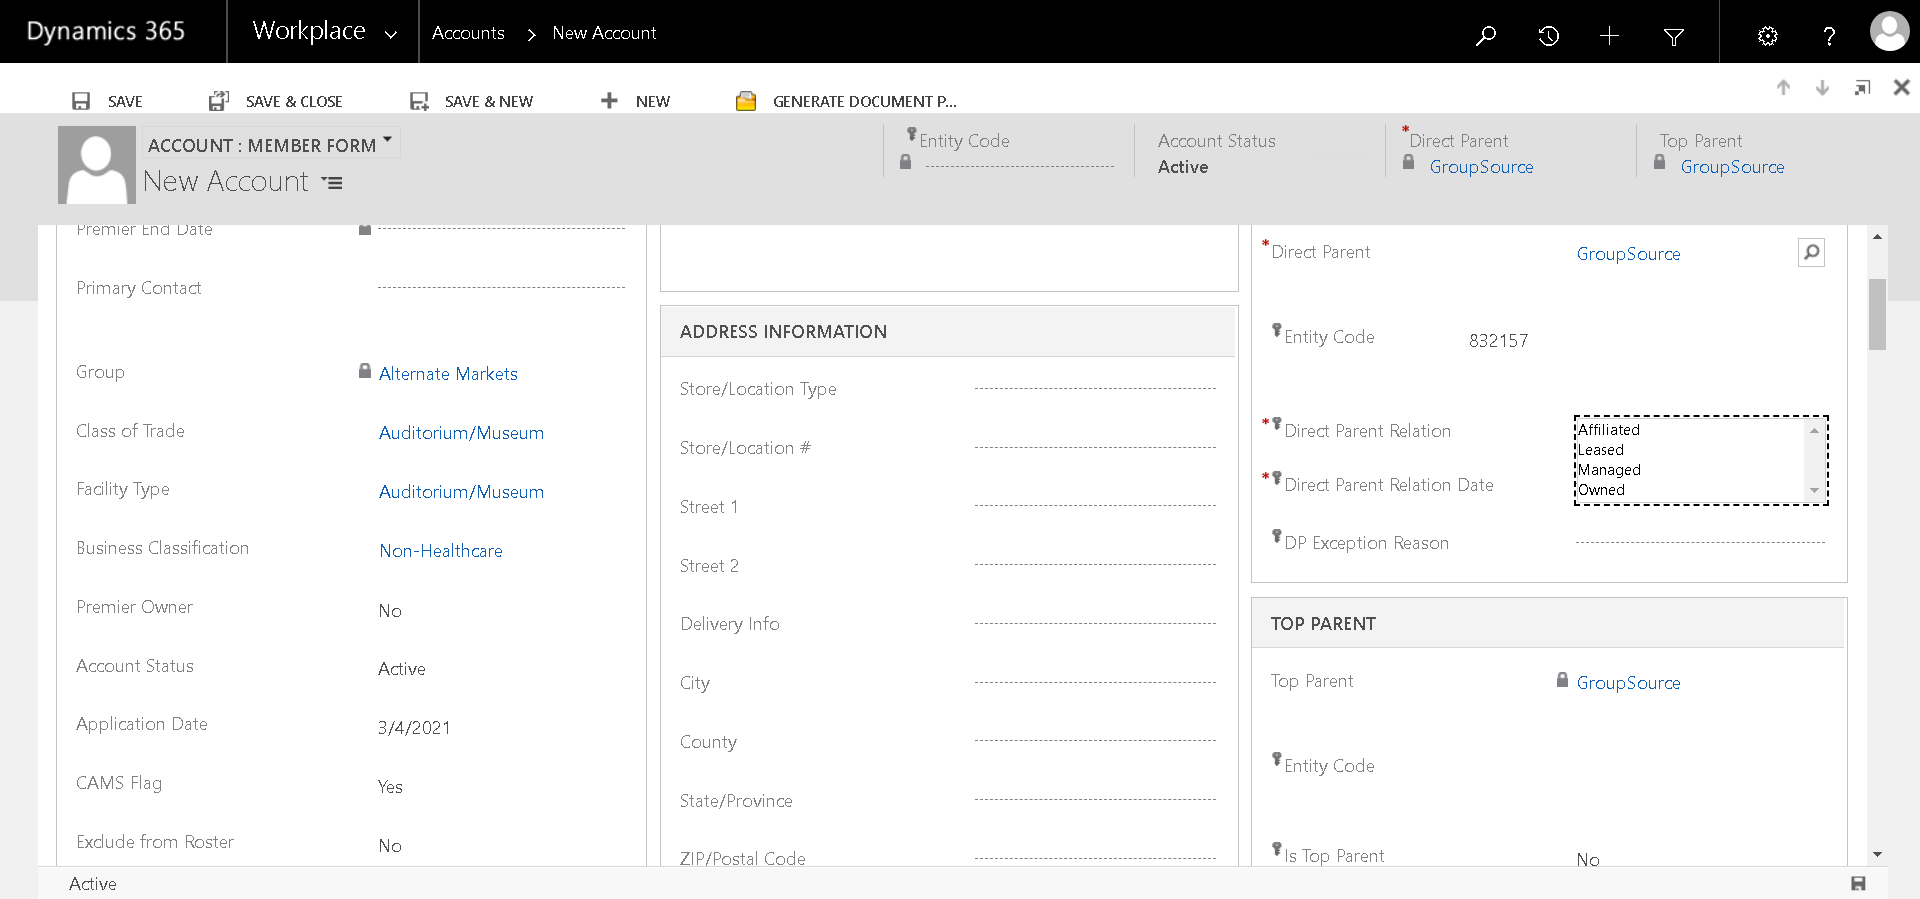 Dynamics 365
Workplace
Accounts > New Account
?
SAVE
SAVE & CLOSE
SAVE & NEW
NEW
GENERATE DOCUMENT P...
ACCOUNT : MEMBER FORM
New Account
Entity Code
Account Status
Active
*Direct Parent
GroupSource
Top Parent
GroupSource
Premier End Date
Primary Contact
Group
Alternate Markets
Class of Trade
Auditorium/Museum
Facility Type
Auditorium/Museum
Business Classification
Non-Healthcare
Premier Owner
No
Account Status
Active
Application Date
3/4/2021
CAMS Flag
Yes
Exclude from Roster
No
ADDRESS INFORMATION
Store/Location Type
Store/Location #
Street 1
Street 2
Delivery Info
City
County
State/Province
ZIP/Postal Code
*Direct Parent
GroupSource
Entity Code
832157
*Direct Parent Relation
Affiliated
Leased
Managed
Owned
*Direct Parent Relation Date
DP Exception Reason
TOP PARENT
Top Parent
GroupSource
Entity Code
Is Top Parent
No
Active